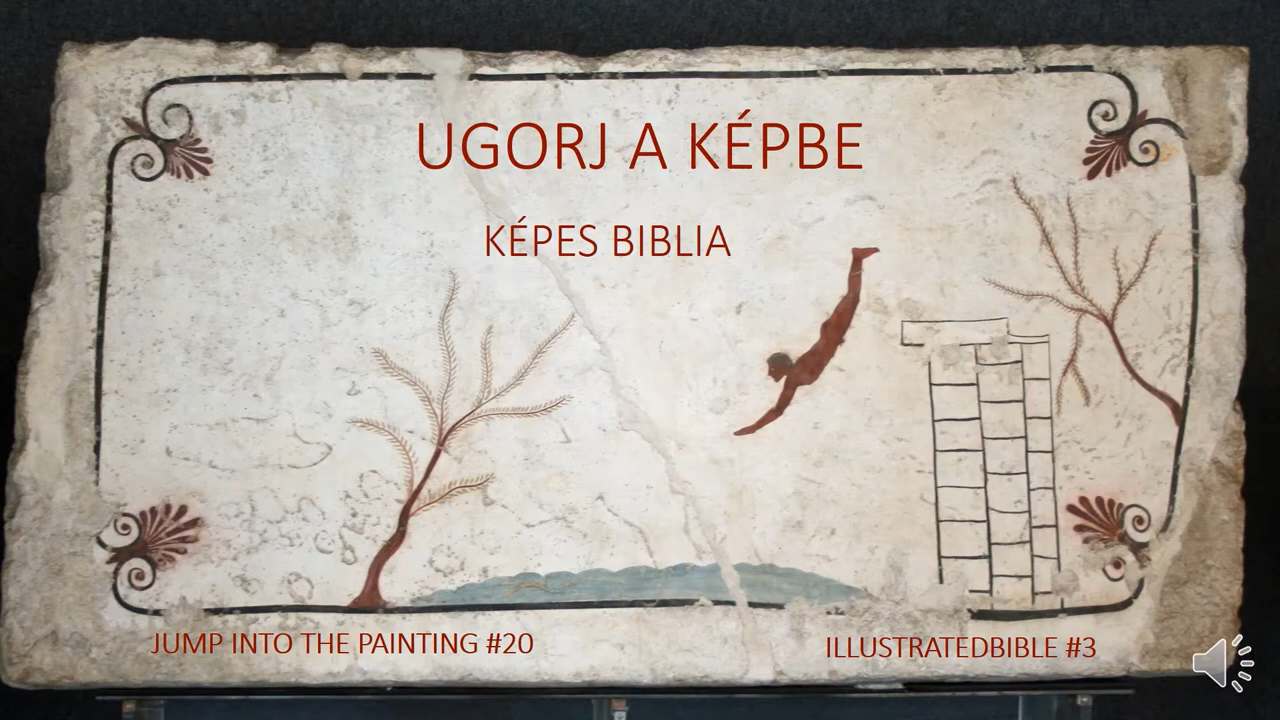 UGORJ A KÉPBE
KÉPES BIBLIA
JUMP INTO THE PAINTING #20
ILLUSTRATEDBIBLE #3